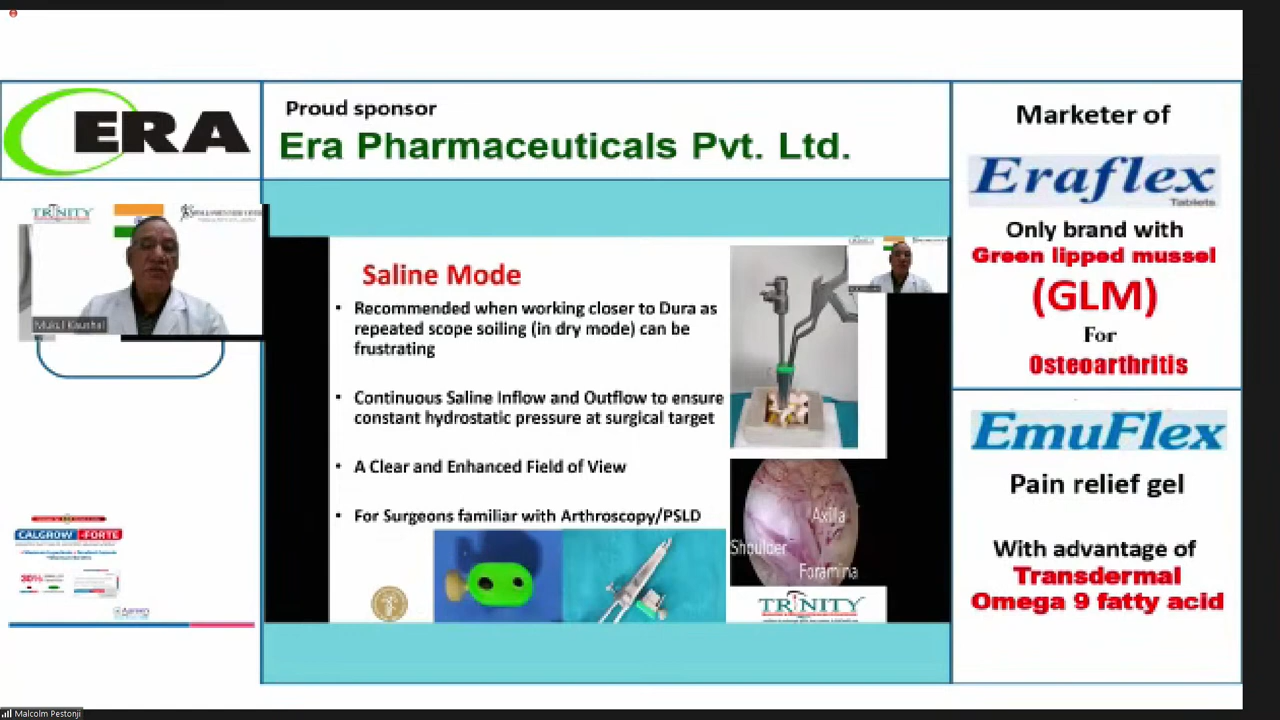 ERA
Proud sponsor
Era Pharmaceuticals Pvt. Ltd.
TRINITY
Mukul Kaushal
CALGROW -FORTE
Saline Mode
• Recommended when working closer to Dura as
repeated scope soiling (in dry mode) can be
frustrating
• Continuous Saline Inflow and Outflow to ensure
constant hydrostatic pressure at surgical target
• A Clear and Enhanced Field of View
• For Surgeons familiar with Arthroscopy/PSLD
Axilla
Shoulder
Foramina
TRINITY
Marketer of
Eraflex
Tablets
Only brand with
Green lipped mussel
(GLM)
For
Osteoarthritis
EmuFlex
Pain relief gel
With advantage of
Transdermal
Omega 9 fatty acid
Malcolm Pestonji